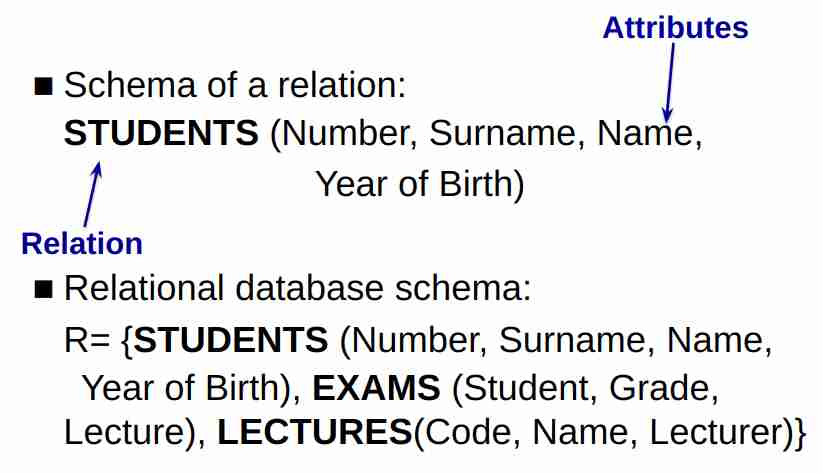 Attributes
■ Schema of a relation:
STUDENTS (Number, Surname, Name,
Year of Birth)
Relation
■ Relational database schema:
R= {STUDENTS (Number, Surname, Name,
Year of Birth), EXAMS (Student, Grade,
Lecture), LECTURES(Code, Name, Lecturer)}